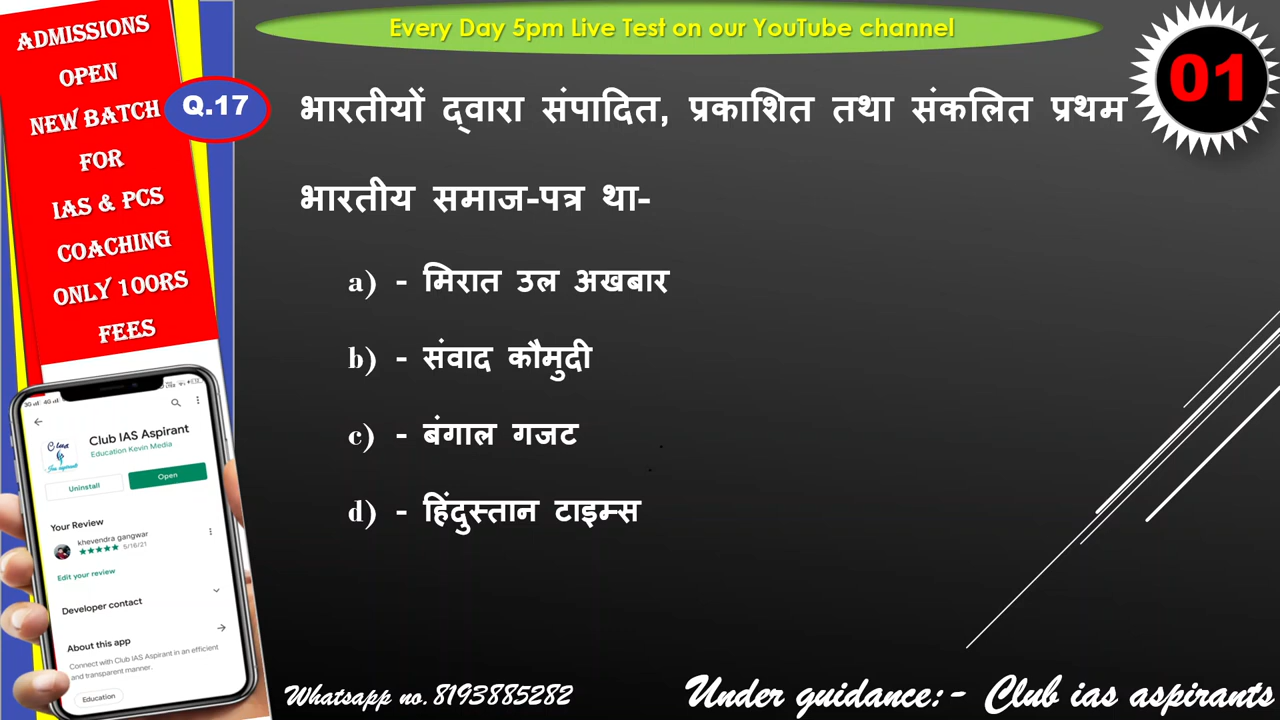 Every Day 5pm Live Test on our YouTube channel
ADMISSIONS
OPEN
NEW BATCH
FOR
IAS & PCS
COACHING
ONLY 100RS
FEES
01
Q.17
भारतीयों द्वारा संपादित, प्रकाशित तथा संकलित प्रथम
भारतीय समाज-पत्र था-
a) - मिरात उल अखबार
b) - संवाद कौमुदी
c) - बंगाल गजट
d) - हिंदुस्तान टाइम्स
Club IAS Aspirant
Education Kevin Media
Uninstall
Open
Your Review
khevendra gangwar
5/16/21
Edit your review
Developer contact
About this app
Connect with Club IAS Aspirant in an efficient
and transparent manner.
Education
Whatsapp no. 8193885282
Under guidance:- Club ias aspirants